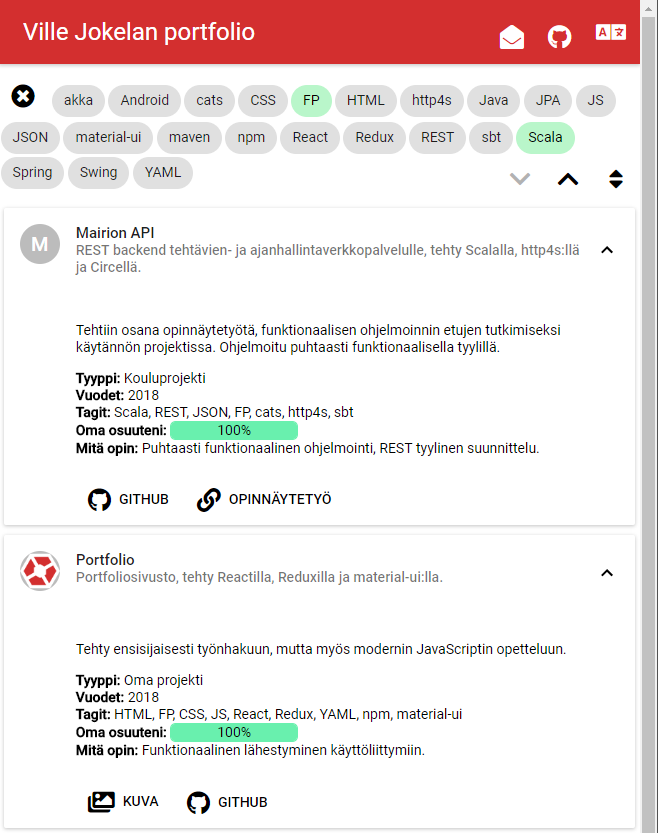 Ville Jokelan portfolio
A
akka Android cats CSS FP HTML http4s Java JPA JS
JSON material-ui maven npm React Redux REST sbt Scala
Spring Swing YAML
M
Mairion API
REST backend tehtävien- ja ajanhallintaverkkopalvelulle, tehty Scalalla, http4s:llä
ja Circellä.
Tehtiin osana opinnäytetyötä, funktionaalisen ohjelmoinnin etujen tutkimiseksi
käytännön projektissa. Ohjelmoitu puhtaasti funktionaalisella tyylillä.
Tyyppi: Kouluprojekti
Vuodet: 2018
Tagit: Scala, REST, JSON, FP, cats, http4s, sbt
Oma osuuteni: 100%
Mitä opin: Puhtaasti funktionaalinen ohjelmointi, REST tyylinen suunnittelu.
GITHUB OPINNÄYTETYÖ
Portfolio
Portfoliosivusto, tehty Reactilla, Reduxilla ja material-ui:lla.
Tehty ensisijaisesti työnhakuun, mutta myös modernin JavaScriptin opetteluun.
Tyyppi: Oma projekti
Vuodet: 2018
Tagit: HTML, FP, CSS, JS, React, Redux, YAML, npm, material-ui
Oma osuuteni: 100%
Mitä opin: Funktionaalinen lähestyminen käyttöliittymiin.
KUVA GITHUB